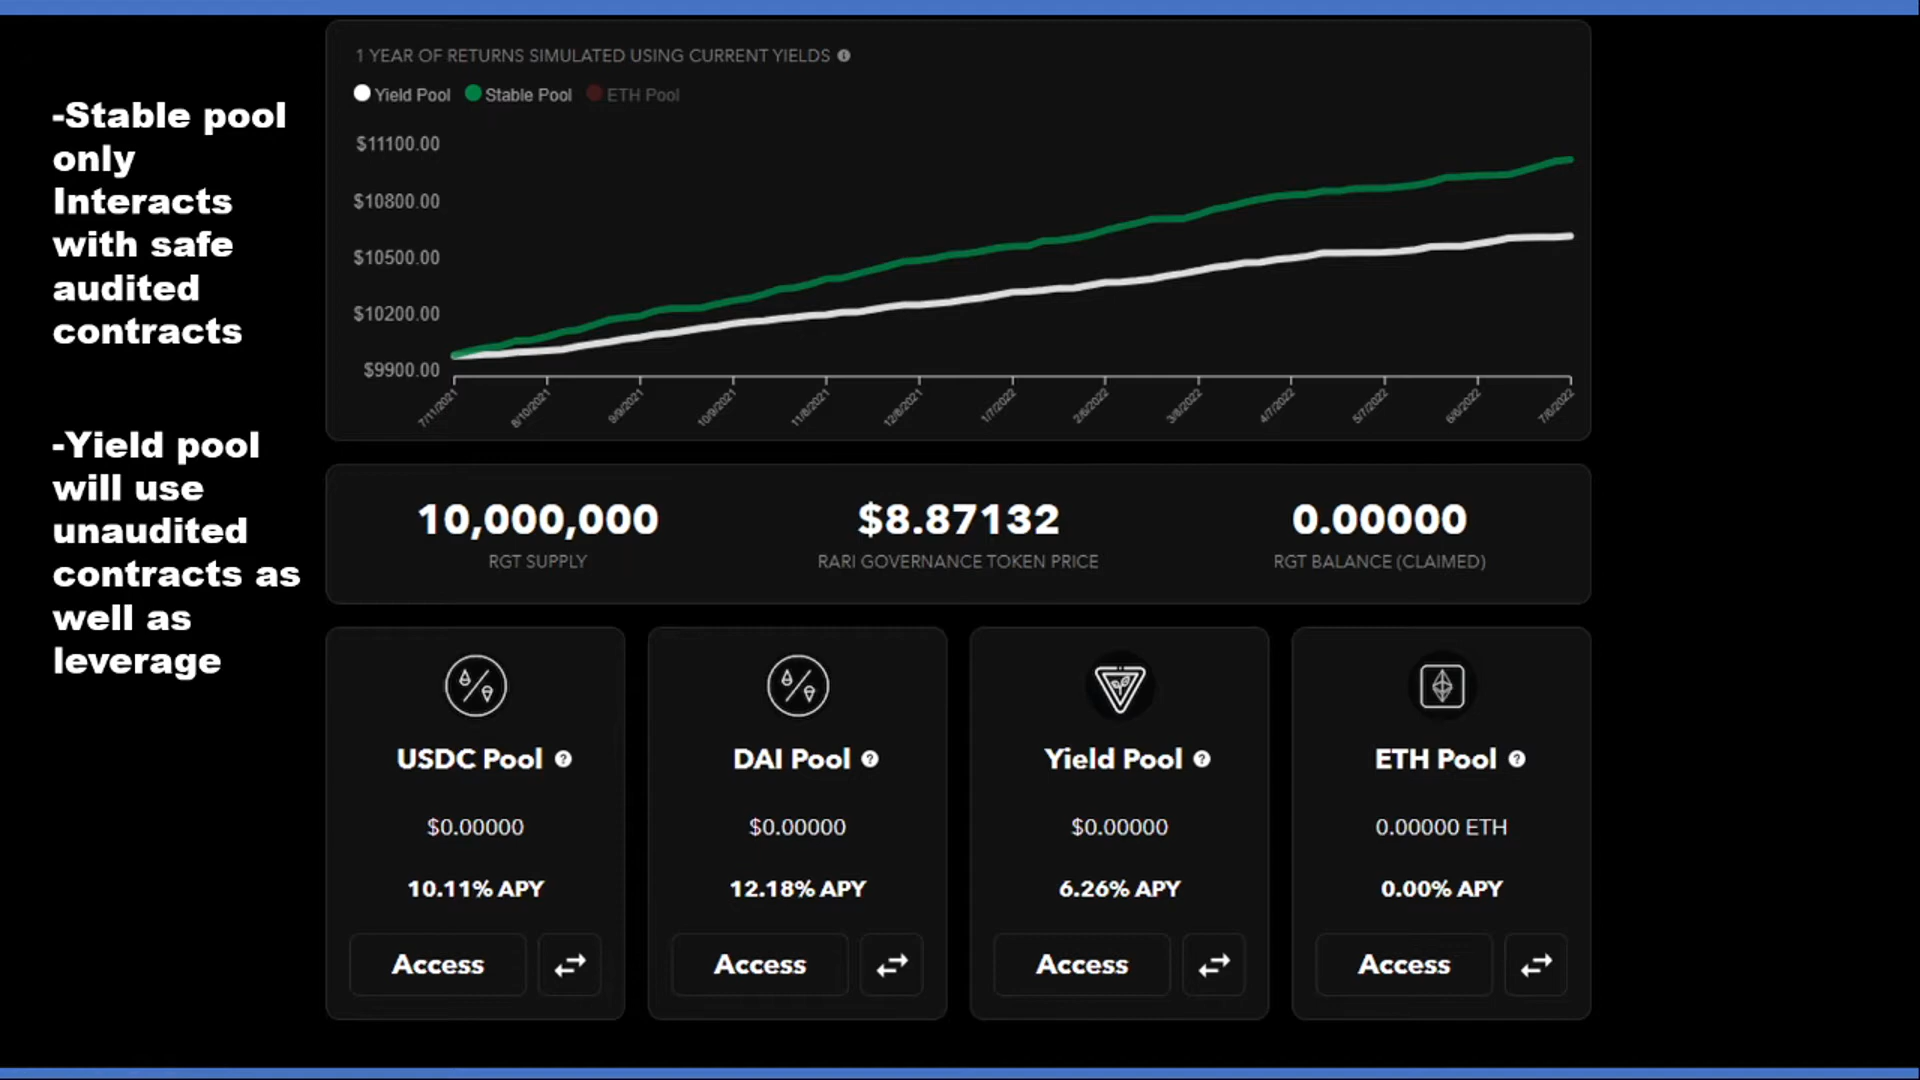 -Stable pool
only
Interacts
with safe
audited
contracts
-Yield pool
will use
unaudited
contracts as
well as
leverage
1 YEAR OF RETURNS SIMULATED USING CURRENT YIELDS
Yield Pool Stable Pool ETH Pool
$11100.00
$10800.00
$10500.00
$10200.00
$9900.00
7/11/2021 8/10/2021 9/9/2021 10/9/2021 11/8/2021 12/8/2021 1/7/2022 2/6/2022 3/8/2022 4/7/2022 5/7/2022 6/6/2022 7/6/2022
10,000,000 $8.87132 0.00000
RGT SUPPLY RARI GOVERNANCE TOKEN PRICE RGT BALANCE (CLAIMED)
USDC Pool DAI Pool Yield Pool ETH Pool
$0.00000 $0.00000 $0.00000 0.00000 ETH
10.11% APY 12.18% APY 6.26% APY 0.00% APY
Access Access Access Access